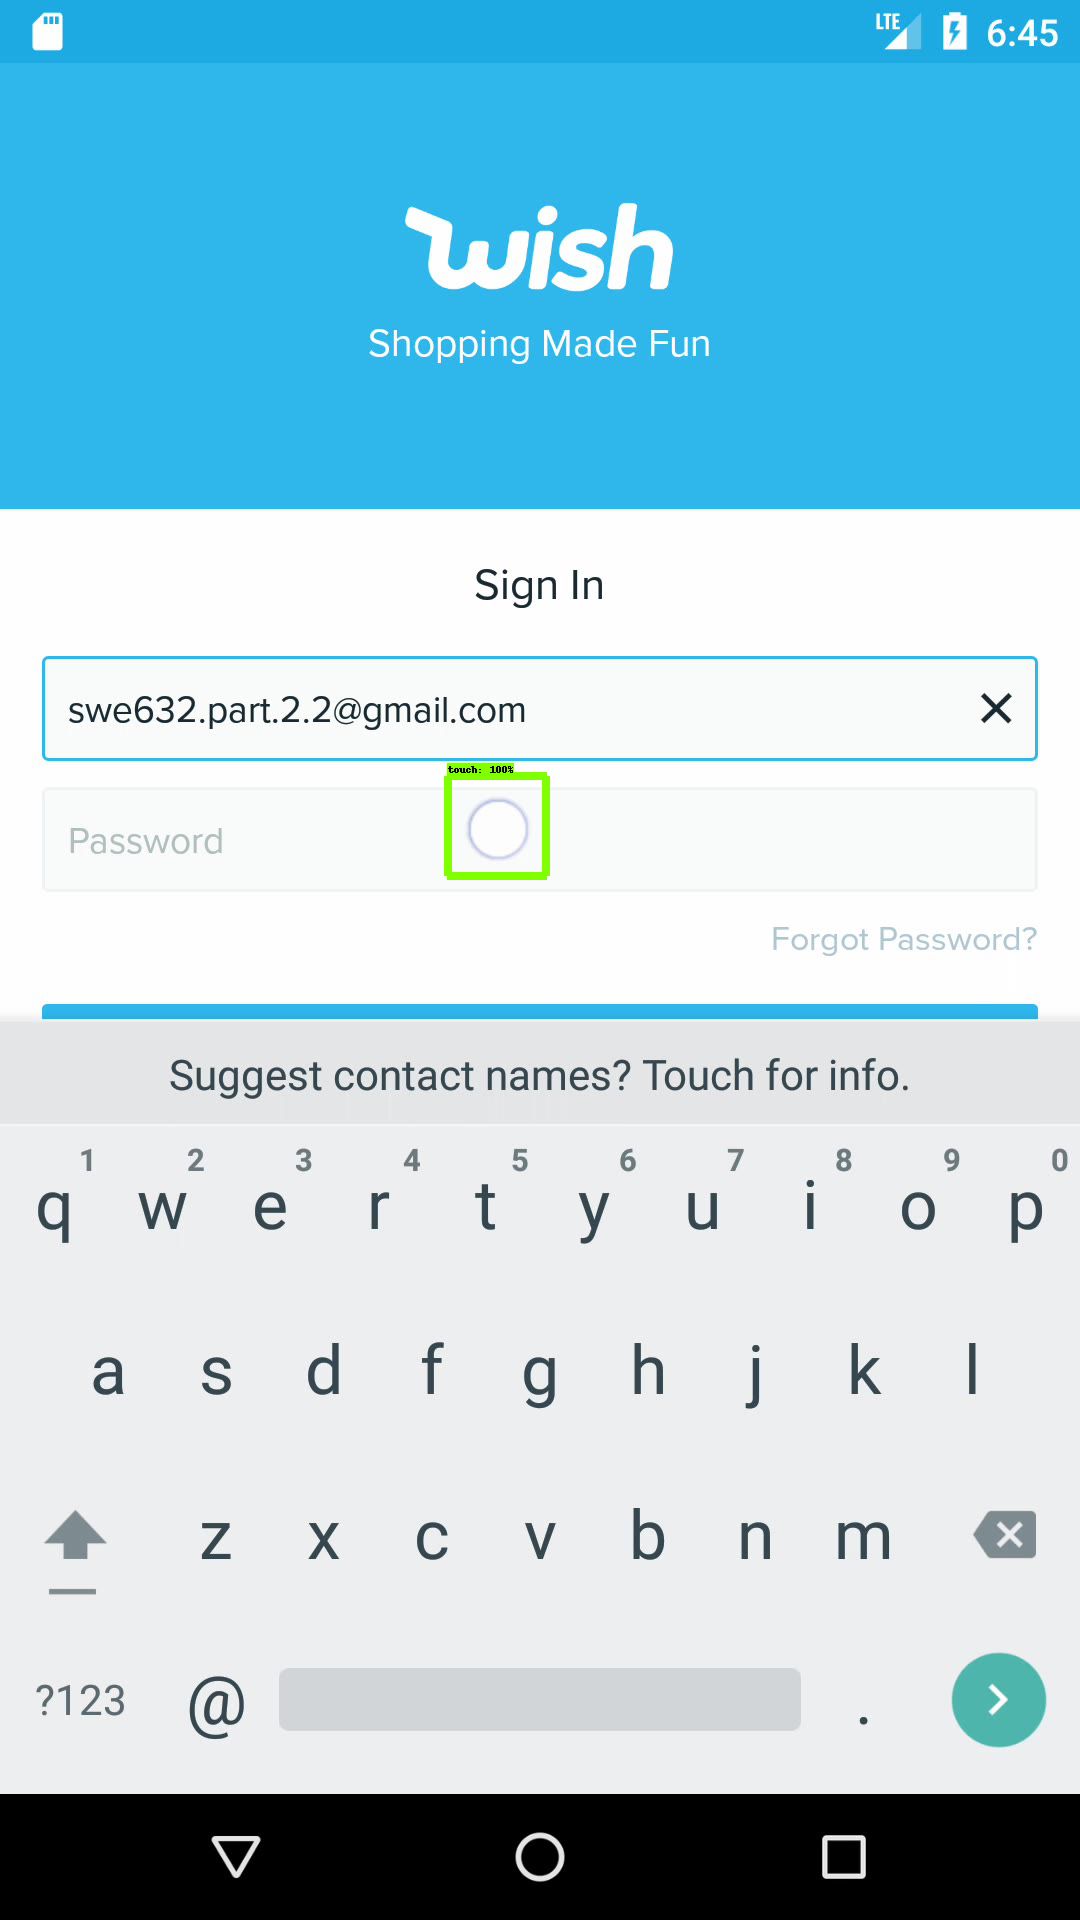 LTE 6:45
wish
Shopping Made Fun
Sign In
swe632.part.2.2@gmail.com
touch: 100%
Password
Forgot Password?
Suggest contact names? Touch for info.
1 2 3 4 5 6 7 8 9 0
q w e r t y u i o p
a s d f g h j k l
z x c v b n m
?123 @ .